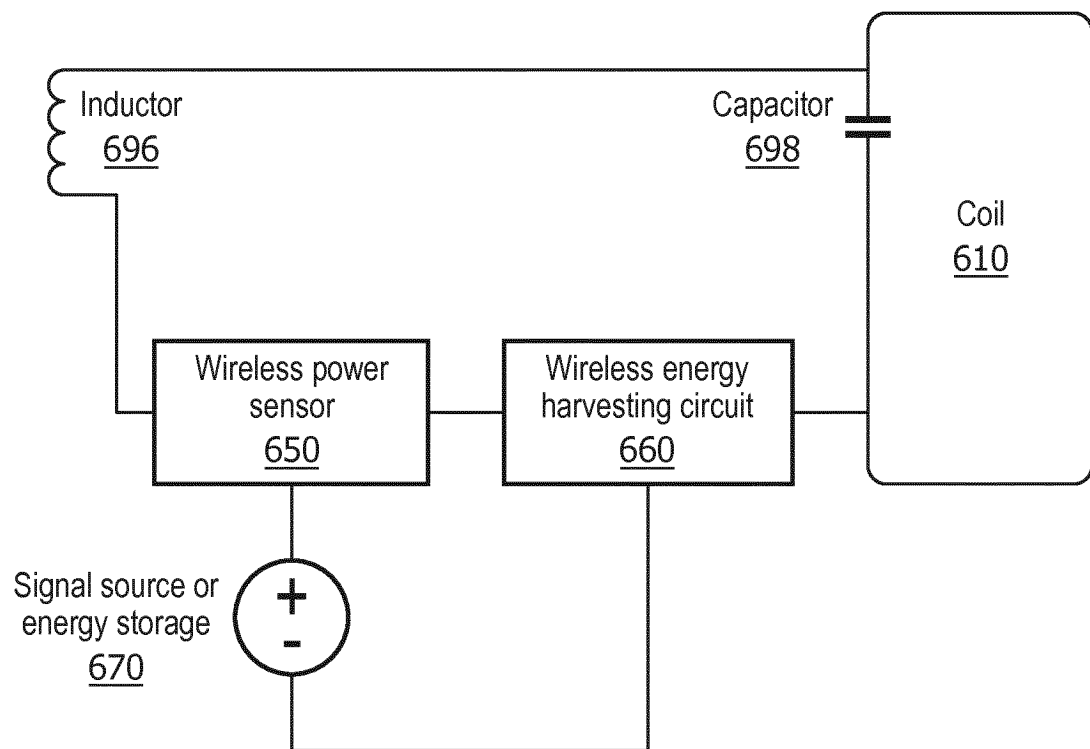 Inductor
696
Capacitor
698
Coil
610
Wireless power
sensor
650
Wireless energy
harvesting circuit
660
Signal source or
energy storage
670
+
-